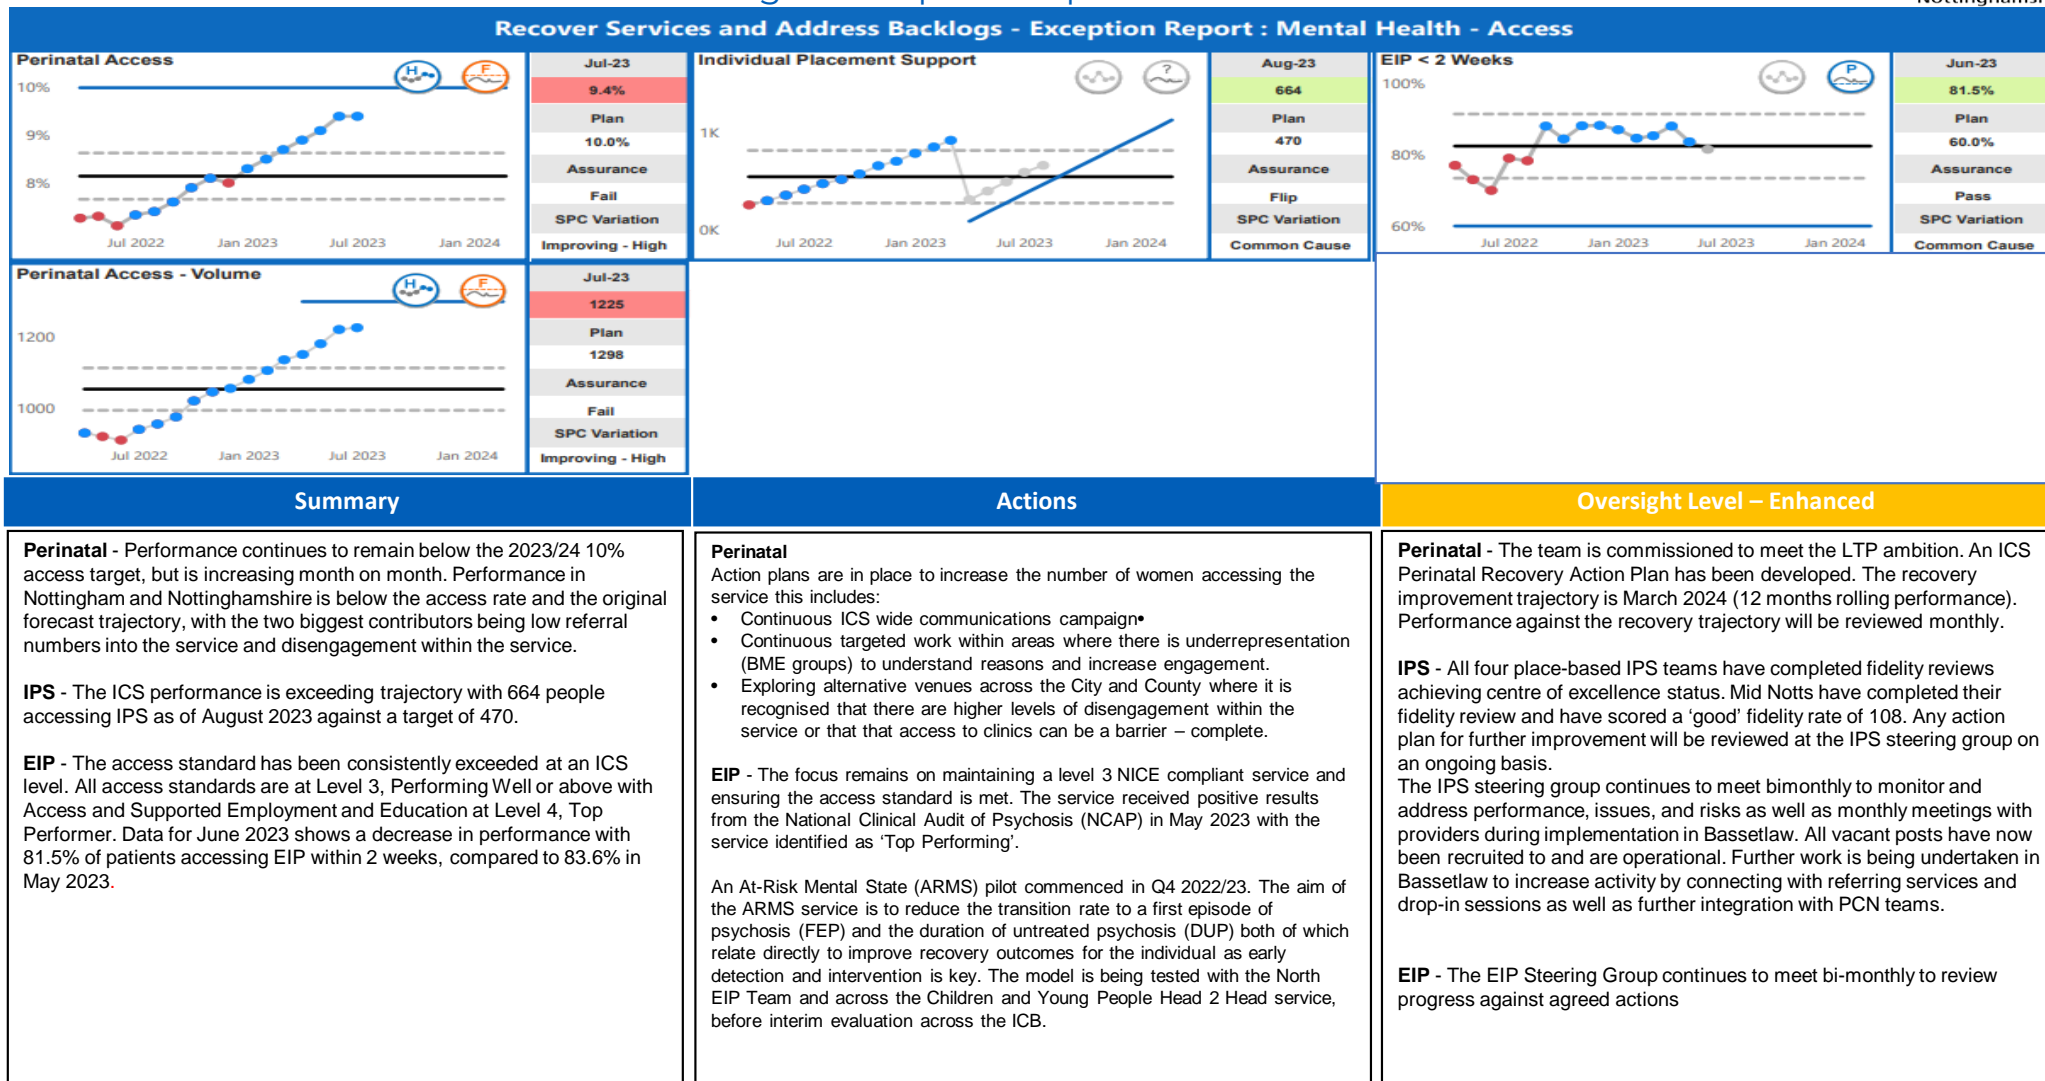 Recover Services and Address Backlogs - Exception Report : Mental Health - Access
Perinatal Access
H
F
10%
9%
8%
Jul 2022
Jan 2023
Jul 2023
Jan 2024
Jul-23
9.4%
Plan
10.0%
Assurance
Fail
SPC Variation
Improving - High
Individual Placement Support
?
1K
0K
Jul 2022
Jan 2023
Jul 2023
Jan 2024
Aug-23
664
Plan
470
Assurance
Flip
SPC Variation
Common Cause
EIP < 2 Weeks
P
100%
80%
60%
Jul 2022
Jan 2023
Jul 2023
Jan 2024
Jun-23
81.5%
Plan
60.0%
Assurance
Pass
SPC Variation
Common Cause
Perinatal Access - Volume
H
F
1200
1000
Jul 2022
Jan 2023
Jul 2023
Jan 2024
Jul-23
1225
Plan
1298
Assurance
Fail
SPC Variation
Improving - High
Summary
Perinatal - Performance continues to remain below the 2023/24 10%
access target, but is increasing month on month. Performance in
Nottingham and Nottinghamshire is below the access rate and the original
forecast trajectory, with the two biggest contributors being low referral
numbers into the service and disengagement within the service.
IPS - The ICS performance is exceeding trajectory with 664 people
accessing IPS as of August 2023 against a target of 470.
EIP - The access standard has been consistently exceeded at an ICS
level. All access standards are at Level 3, Performing Well or above with
Access and Supported Employment and Education at Level 4, Top
Performer. Data for June 2023 shows a decrease in performance with
81.5% of patients accessing EIP within 2 weeks, compared to 83.6% in
May 2023.
Actions
Perinatal
Action plans are in place to increase the number of women accessing the
service this includes:
• Continuous ICS wide communications campaign•
• Continuous targeted work within areas where there is underrepresentation
(BME groups) to understand reasons and increase engagement.
• Exploring alternative venues across the City and County where it is
recognised that there are higher levels of disengagement within the
service or that that access to clinics can be a barrier – complete.
EIP - The focus remains on maintaining a level 3 NICE compliant service and
ensuring the access standard is met. The service received positive results
from the National Clinical Audit of Psychosis (NCAP) in May 2023 with the
service identified as ‘Top Performing’.
An At-Risk Mental State (ARMS) pilot commenced in Q4 2022/23. The aim of
the ARMS service is to reduce the transition rate to a first episode of
psychosis (FEP) and the duration of untreated psychosis (DUP) both of which
relate directly to improve recovery outcomes for the individual as early
detection and intervention is key. The model is being tested with the North
EIP Team and across the Children and Young People Head 2 Head service,
before interim evaluation across the ICB.
Oversight Level – Enhanced
Perinatal - The team is commissioned to meet the LTP ambition. An ICS
Perinatal Recovery Action Plan has been developed. The recovery
improvement trajectory is March 2024 (12 months rolling performance).
Performance against the recovery trajectory will be reviewed monthly.
IPS - All four place-based IPS teams have completed fidelity reviews
achieving centre of excellence status. Mid Notts have completed their
fidelity review and have scored a ‘good’ fidelity rate of 108. Any action
plan for further improvement will be reviewed at the IPS steering group on
an ongoing basis.
The IPS steering group continues to meet bimonthly to monitor and
address performance, issues, and risks as well as monthly meetings with
providers during implementation in Bassetlaw. All vacant posts have now
been recruited to and are operational. Further work is being undertaken in
Bassetlaw to increase activity by connecting with referring services and
drop-in sessions as well as further integration with PCN teams.
EIP - The EIP Steering Group continues to meet bi-monthly to review
progress against agreed actions